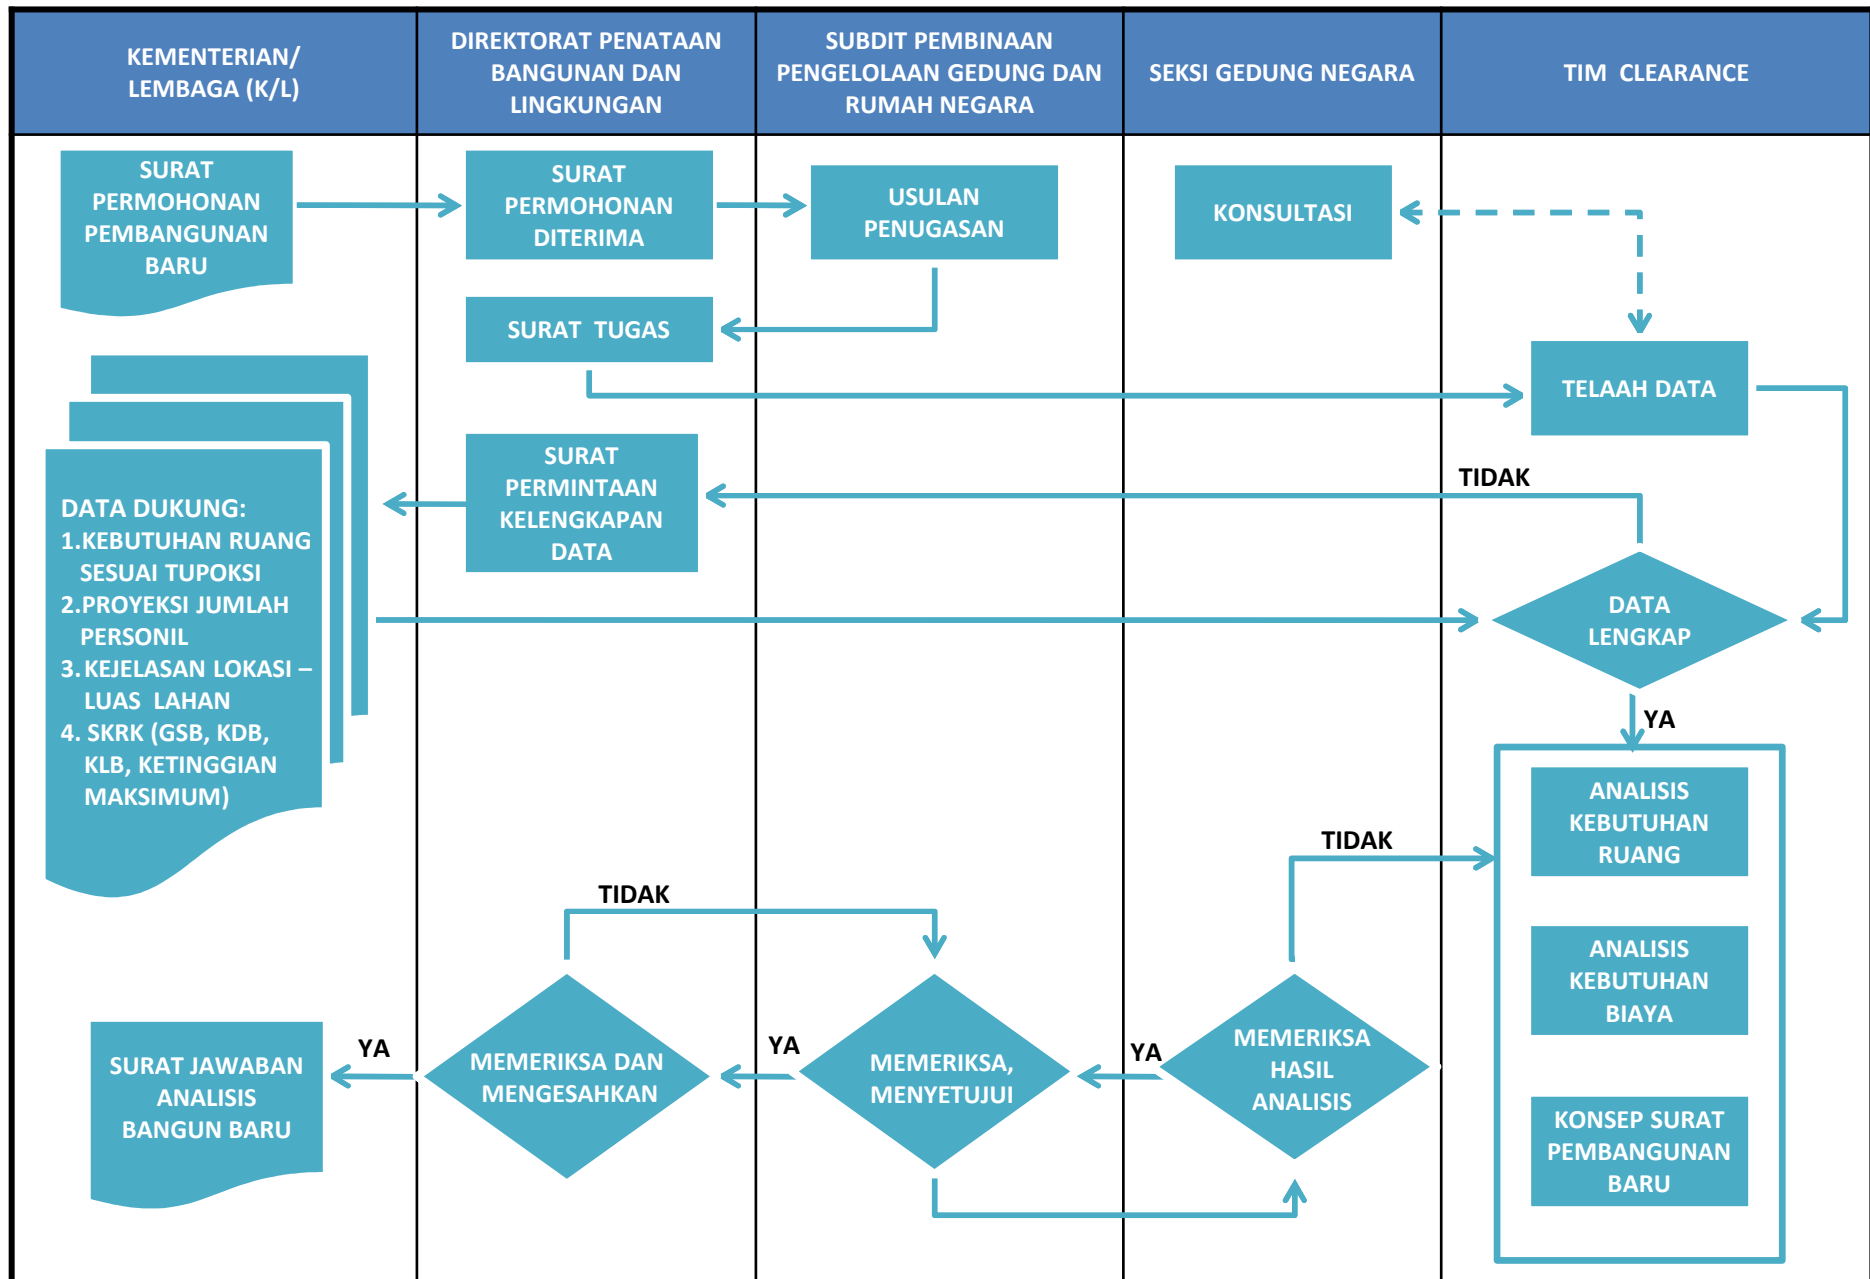 KEMENTERIAN/
LEMBAGA (K/L)
DIREKTORAT PENATAAN
BANGUNAN DAN
LINGKUNGAN
SUBDIT PEMBINAAN
PENGELOLAAN GEDUNG DAN
RUMAH NEGARA
SEKSI GEDUNG NEGARA
TIM CLEARANCE
SURAT
PERMOHONAN
PEMBANGUNAN
BARU
SURAT
PERMOHONAN
DITERIMA
USULAN
PENUGASAN
KONSULTASI
SURAT TUGAS
TELAAH DATA
SURAT
PERMINTAAN
KELENGKAPAN
DATA
TIDAK
DATA DUKUNG:
1.KEBUTUHAN RUANG
SESUAI TUPOKSI
2.PROYEKSI JUMLAH
PERSONIL
3.KEJELASAN LOKASI –
LUAS LAHAN
4. SKRK (GSB, KDB,
KLB, KETINGGIAN
MAKSIMUM)
DATA
LENGKAP
YA
ANALISIS
KEBUTUHAN
RUANG
TIDAK
TIDAK
ANALISIS
KEBUTUHAN
BIAYA
SURAT JAWABAN
ANALISIS
BANGUN BARU
YA
MEMERIKSA DAN
MENGESAHKAN
YA
MEMERIKSA,
MENYETUJUI
YA
MEMERIKSA
HASIL
ANALISIS
KONSEP SURAT
PEMBANGUNAN
BARU